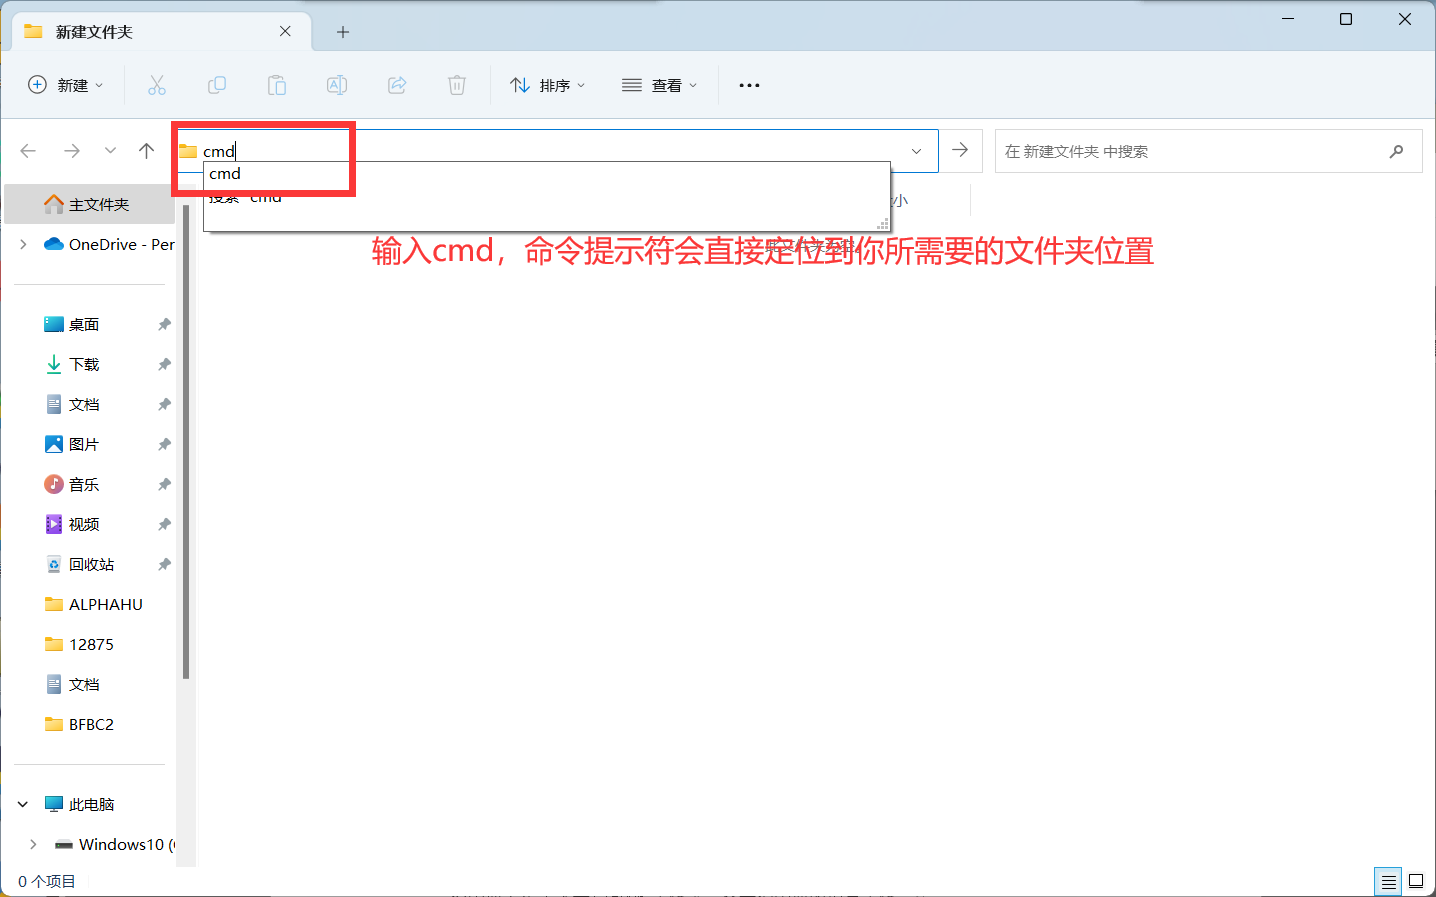 新建文件夹
新建
排序
查看
cmd
在 新建文件夹 中搜索
cmd
搜索 "cmd"
小
输入cmd，命令提示符会直接定位到你所需要的文件夹位置
主文件夹
OneDrive - Per
桌面
下载
文档
图片
音乐
视频
回收站
ALPHAHU
12875
文档
BFBC2
此电脑
Windows10 (
0 个项目